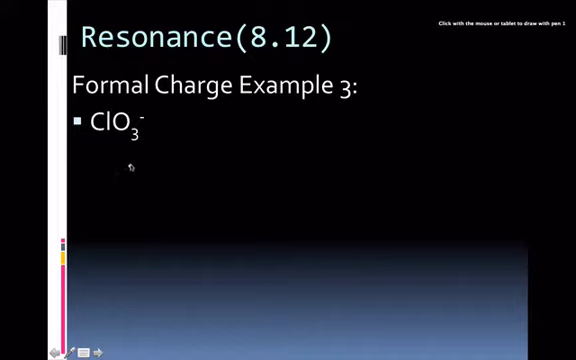 Click with the mouse or tablet to draw with pen 1
Resonance(8.12)
Formal Charge Example 3:
▪ ClO₃⁻